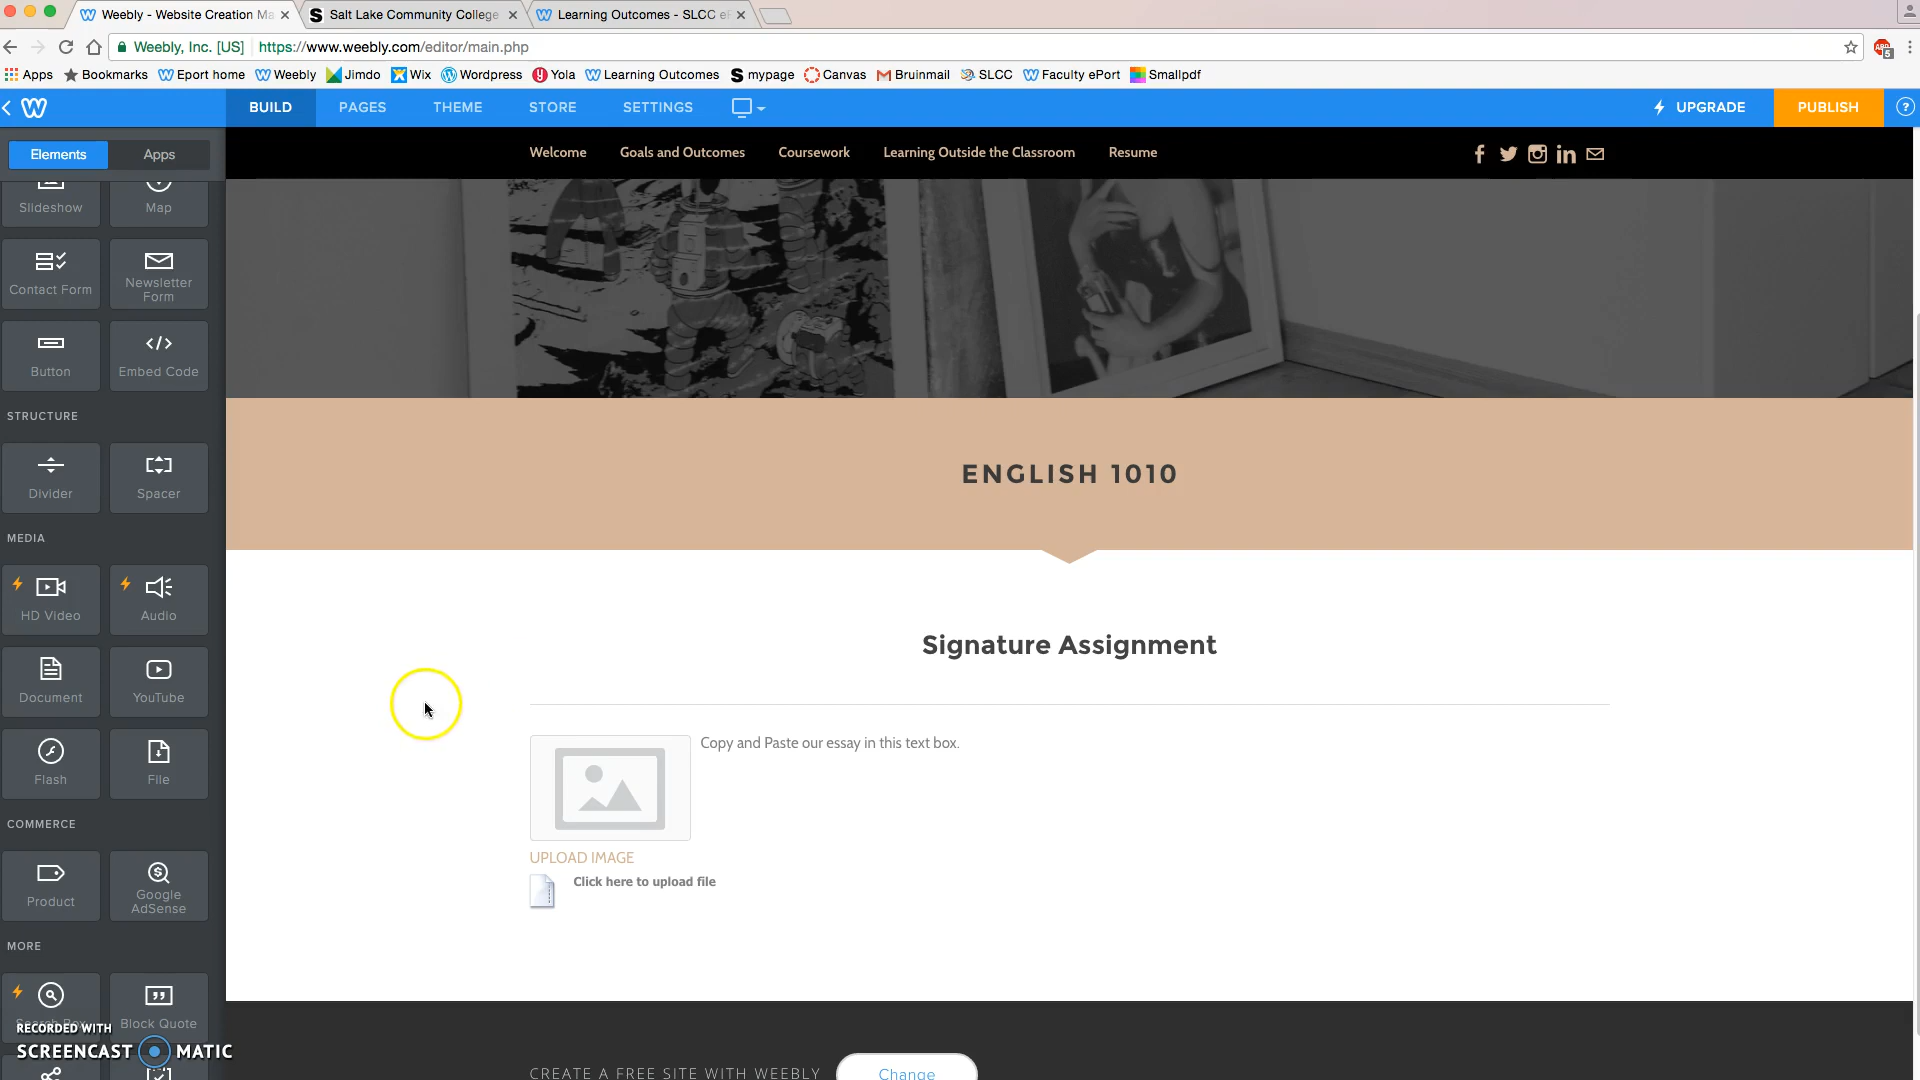 Weebly - Website Creation Ma
Salt Lake Community College
Learning Outcomes - SLCC eP
Weebly, Inc. [US]
https://www.weebly.com/editor/main.php
ABP
5
Apps
Bookmarks
Eport home
Weebly
Jimdo
Wix
Wordpress
Yola
Learning Outcomes
mypage
Canvas
Bruinmail
SLCC
Faculty ePort
Smallpdf
BUILD
PAGES
THEME
STORE
SETTINGS
UPGRADE
PUBLISH
?
Elements
Apps
Welcome
Goals and Outcomes
Coursework
Learning Outside the Classroom
Resume
Slideshow
Map
Contact Form
Newsletter
Form
Button
Embed Code
STRUCTURE
Divider
Spacer
MEDIA
HD Video
Audio
Document
YouTube
Flash
File
COMMERCE
Product
Google
AdSense
MORE
Search Box
Block Quote
RECORDED WITH
SCREENCAST MATIC
ENGLISH 1010
Signature Assignment
Copy and Paste our essay in this text box.
UPLOAD IMAGE
Click here to upload file
CREATE A FREE SITE WITH WEEBLY
Change